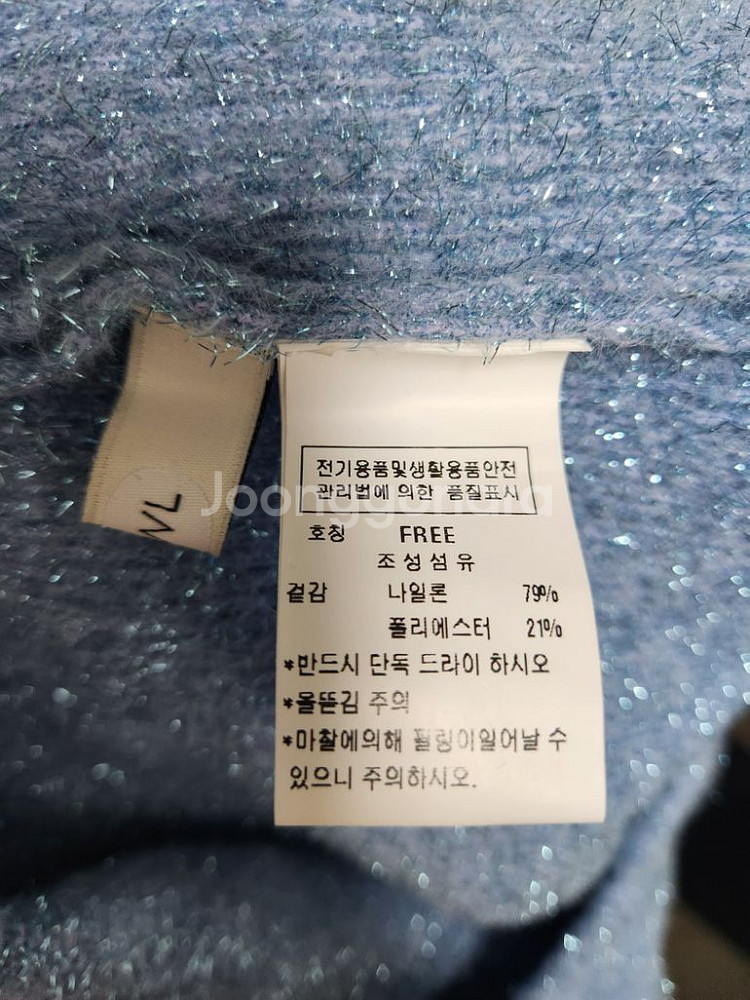 전기용품및생활용품안전
관리법에 의한 품질표시
호칭 FREE
조성섬유
겉감 나일론 79%
폴리에스터 21%
*반드시 단독 드라이 하시오
*올뜯김 주의
*마찰에의해 필링이일어날 수
있으니 주의하시오.
Joonggonara